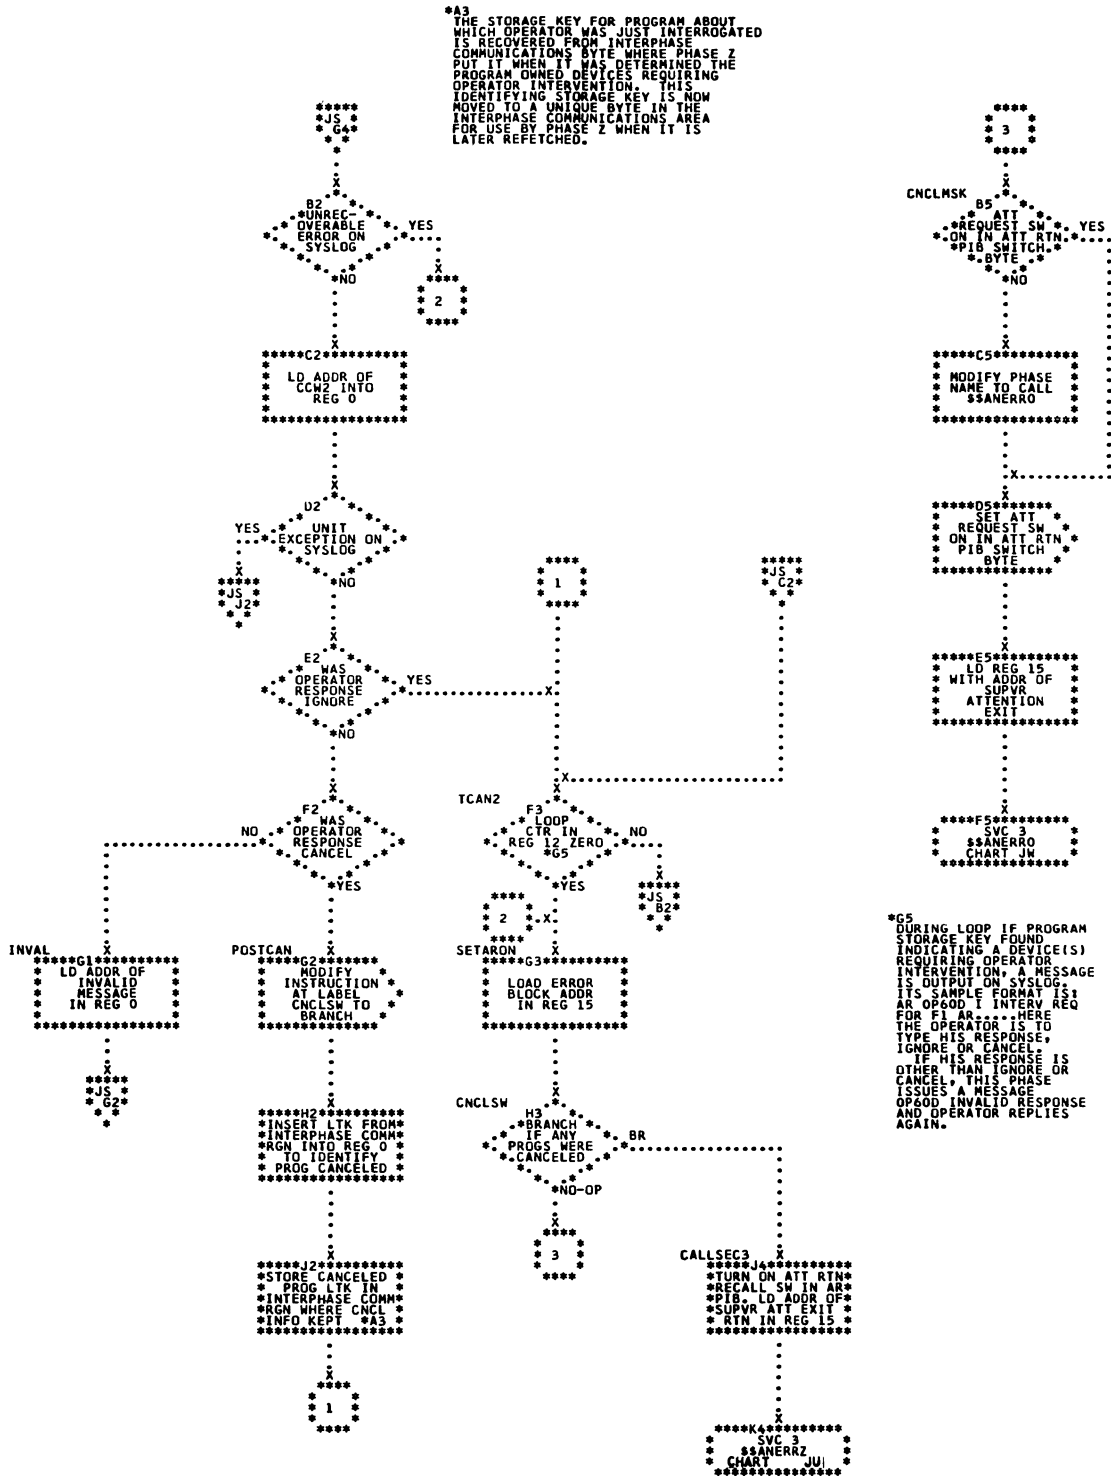 *A3
THE STORAGE KEY FOR PROGRAM ABOUT
WHICH OPERATOR WAS JUST INTERROGATED
IS RECOVERED FROM INTERPHASE
COMMUNICATIONS BYTE WHERE PHASE Z
PUT IT WHEN IT WAS DETERMINED THE
PROGRAM OWNED DEVICES REQUIRING
OPERATOR INTERVENTION. THIS
IDENTIFYING STORAGE KEY IS NOW
MOVED TO A UNIQUE BYTE IN THE
INTERPHASE COMMUNICATIONS AREA
FOR USE BY PHASE Z WHEN IT IS
LATER REFETCHED.
JS
G4
B2
UNREC-
OVERABLE
ERROR ON
SYSLOG
YES
NO
2
C2
LD ADDR OF
CCW2 INTO
REG 0
D2
UNIT
EXCEPTION ON
SYSLOG
YES
NO
JS
J2
E2
WAS
OPERATOR
RESPONSE
IGNORE
YES
NO
F2
WAS
OPERATOR
RESPONSE
CANCEL
NO
YES
INVAL
G1
LD ADDR OF
INVALID
MESSAGE
IN REG 0
JS
G2
POSTCAN
G2
MODIFY
INSTRUCTION
AT LABEL
CNCLSW TO
BRANCH
H2
INSERT LTK FROM
INTERPHASE COMM
RGN INTO REG 0
TO IDENTIFY
PROG CANCELED
J2
STORE CANCELED
PROG LTK IN
INTERPHASE COMM
RGN WHERE CNCL
INFO KEPT *A3
1
1
JS
C2
TCAN2
F3
LOOP
CTR IN
REG 12 ZERO
*G5
NO
YES
JS
B2
2
SETARON
G3
LOAD ERROR
BLOCK ADDR
IN REG 15
CNCLSW
H3
BRANCH
IF ANY
PROGS WERE
CANCELED
BR
NO-OP
3
CALLSEC3
J4
TURN ON ATT RTN
RECALL SW IN AR
PIB. LD ADDR OF
SUPVR ATT EXIT
RTN IN REG 15
K4
SVC 3
$$ANERRZ
CHART JU
3
CNCLMSK
B5
ATT
REQUEST SW
ON IN ATT RTN
PIB SWITCH
BYTE
YES
NO
C5
MODIFY PHASE
NAME TO CALL
$$ANERRO
D5
SET ATT
REQUEST SW
ON IN ATT RTN
PIB SWITCH
BYTE
E5
LD REG 15
WITH ADDR OF
SUPVR
ATTENTION
EXIT
F5
SVC 3
$$ANERRO
CHART JW
*G5
DURING LOOP IF PROGRAM
STORAGE KEY FOUND
INDICATING A DEVICE(S)
REQUIRING OPERATOR
INTERVENTION, A MESSAGE
IS OUTPUT ON SYSLOG.
ITS SAMPLE FORMAT IS:
AR OP60D I INTERV REQ
FOR F1 AR.....HERE
THE OPERATOR IS TO
TYPE HIS RESPONSE,
IGNORE OR CANCEL.
IF HIS RESPONSE IS
OTHER THAN IGNORE OR
CANCEL, THIS PHASE
ISSUES A MESSAGE
OP60D INVALID RESPONSE
AND OPERATOR REPLIES
AGAIN.